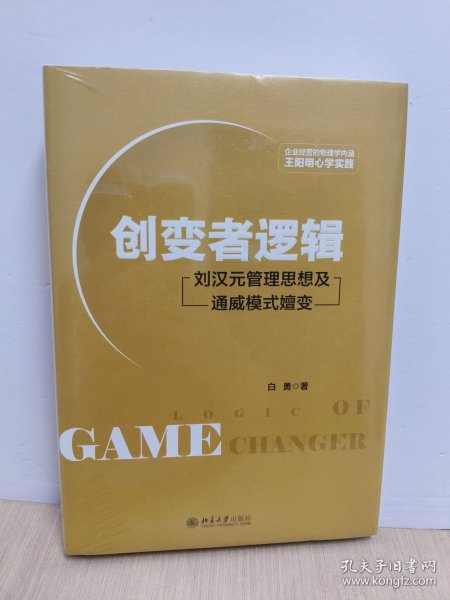 企业经营的物理学内涵
王阳明心学实践
创变者逻辑
刘汉元管理思想及
通威模式嬗变
白 勇◎著
LOGIC OF
GAME CHANGER
北京大学出版社
孔夫子旧书网
www.kongfz.com